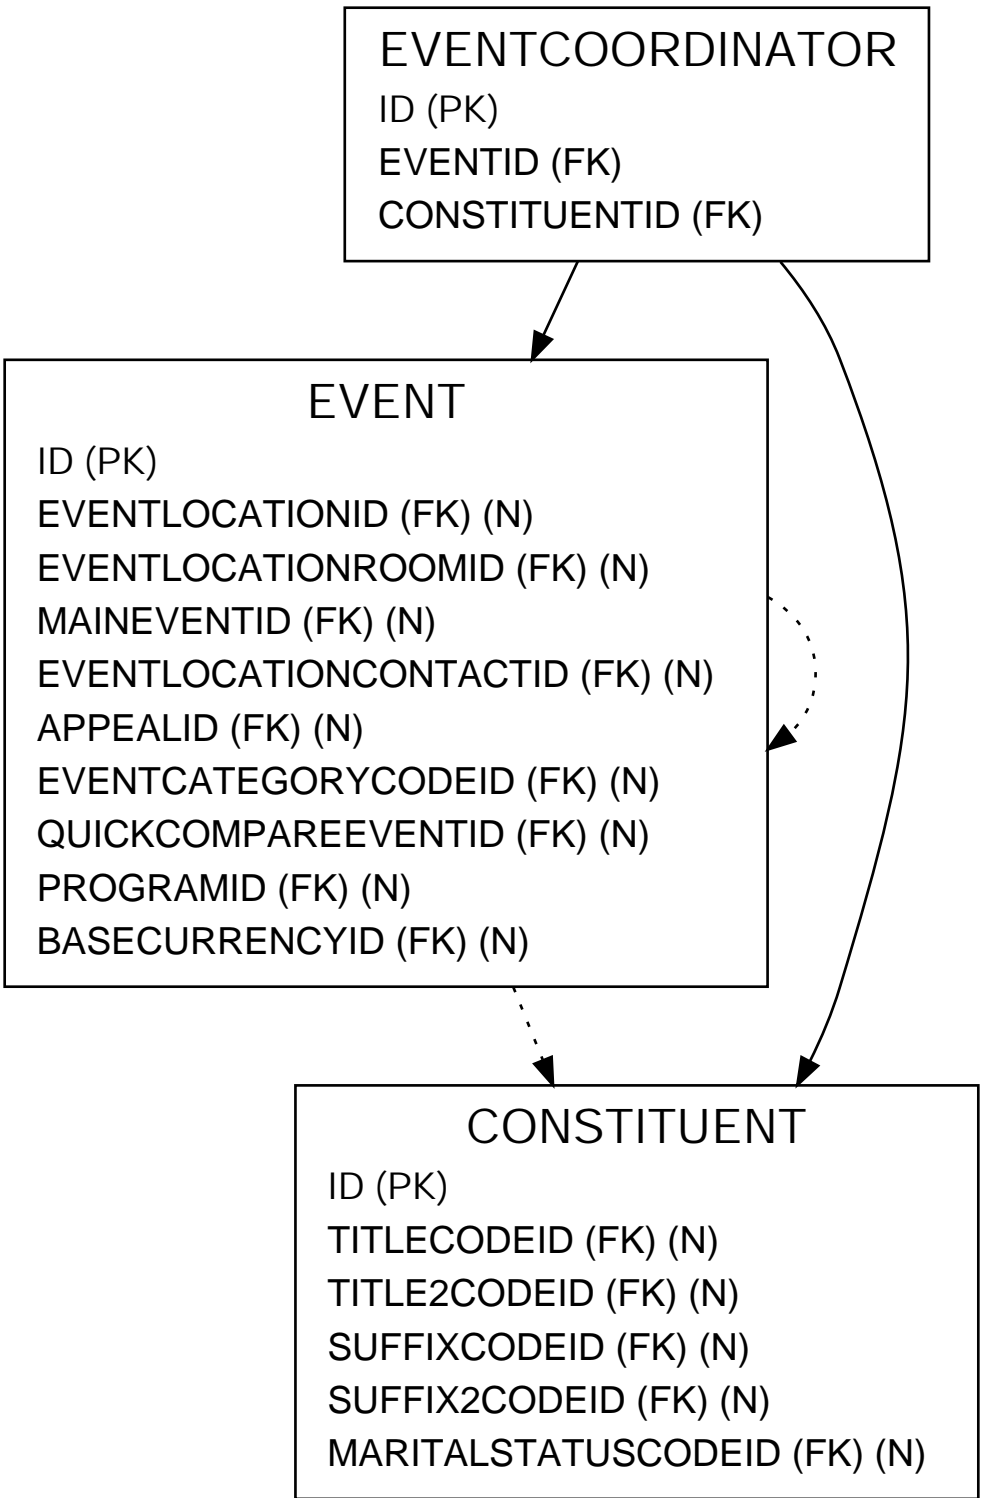 EVENTCOORDINATOR
ID (PK)
EVENTID (FK)
CONSTITUENTID (FK)
EVENT
ID (PK)
EVENTLOCATIONID (FK) (N)
EVENTLOCATIONROOMID (FK) (N)
MAINEVENTID (FK) (N)
EVENTLOCATIONCONTACTID (FK) (N)
APPEALID (FK) (N)
EVENTCATEGORYCODEID (FK) (N)
QUICKCOMPAREEVENTID (FK) (N)
PROGRAMID (FK) (N)
BASECURRENCYID (FK) (N)
CONSTITUENT
ID (PK)
TITLECODEID (FK) (N)
TITLE2CODEID (FK) (N)
SUFFIXCODEID (FK) (N)
SUFFIX2CODEID (FK) (N)
MARITALSTATUSCODEID (FK) (N)